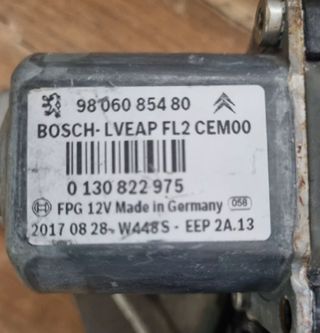 98 060 854 80
BOSCH-LVEAP FL2 CEM00
0 130 822 975
FPG 12V Made in Germany 058
2017 08 28- W448S - EEP 2A.13